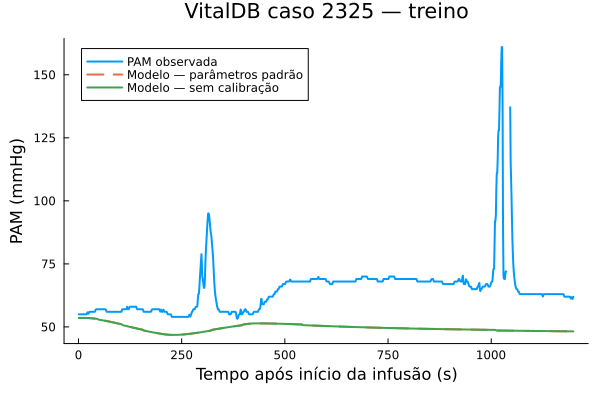 VitalDB caso 2325 — treino
PAM observada
Modelo — parâmetros padrão
Modelo — sem calibração
PAM (mmHg)
150
125
100
75
50
0
250
500
750
1000
Tempo após início da infusão (s)